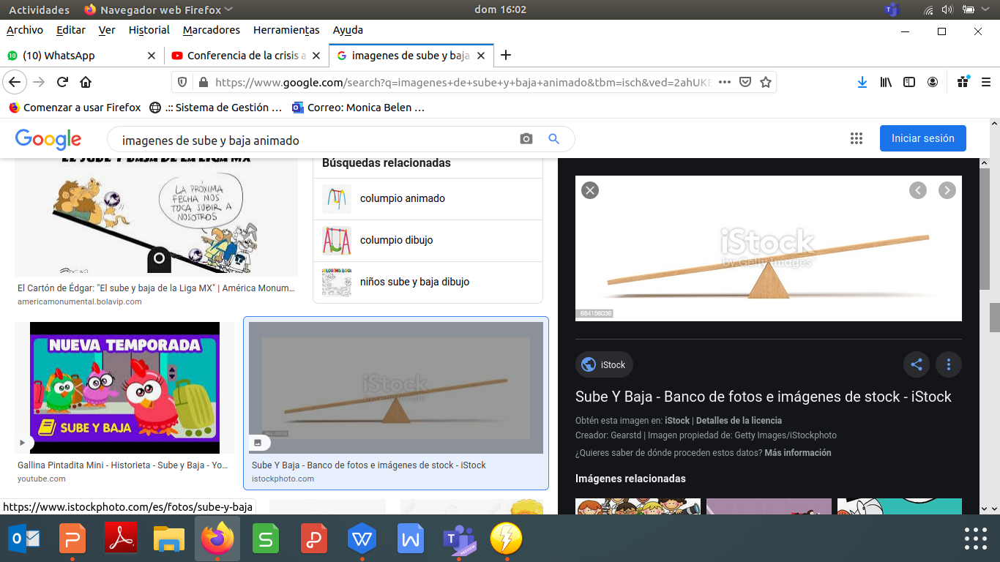 Actividades
Navegador web Firefox
dom 16:02
Archivo Editar Ver Historial Marcadores Herramientas Ayuda
(10) WhatsApp
Conferencia de la crisis a
imagenes de sube y baja
https://www.google.com/search?q=imagenes+de+sube+y+baja+animado&tbm=isch&ved=2ahUKE
Comenzar a usar Firefox
.:: Sistema de Gestión ...
Correo: Monica Belen ...
Google
imagenes de sube y baja animado
Iniciar sesión
EL SUBE Y BAJA DE LA LIGA MX
LA PRÓXIMA
FECHA NOS
TOCA SUBIR A
NOSOTROS
El Cartón de Édgar: "El sube y baja de la Liga MX" | América Monum...
americamonumental.bolavip.com
Búsquedas relacionadas
columpio animado
columpio dibujo
niños sube y baja dibujo
NUEVA TEMPORADA
SUBE Y BAJA
Gallina Pintadita Mini - Historieta - Sube y Baja - Yo...
youtube.com
iStock
by Getty Images
Sube Y Baja - Banco de fotos e imágenes de stock - iStock
istockphoto.com
iStock
by Getty Images
684156036
iStock
Sube Y Baja - Banco de fotos e imágenes de stock - iStock
Obtén esta imagen en: iStock | Detalles de la licencia
Creador: Gearstd | Imagen propiedad de: Getty Images/iStockphoto
¿Quieres saber de dónde proceden estos datos? Más información
Imágenes relacionadas
https://www.istockphoto.com/es/fotos/sube-y-baja